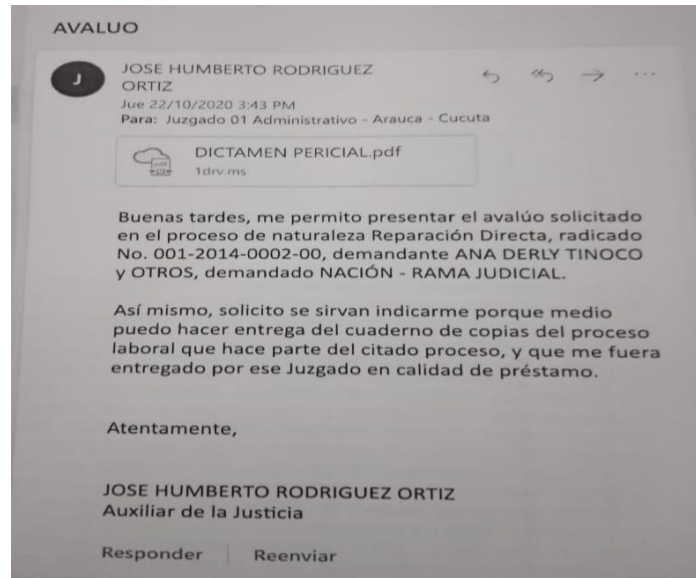 AVALUO
J
JOSE HUMBERTO RODRIGUEZ
ORTIZ
Jue 22/10/2020 3:43 PM
Para: Juzgado 01 Administrativo - Arauca - Cucuta
DICTAMEN PERICIAL.pdf
1drv.ms
Buenas tardes, me permito presentar el avalúo solicitado
en el proceso de naturaleza Reparación Directa, radicado
No. 001-2014-0002-00, demandante ANA DERLY TINOCO
y OTROS, demandado NACIÓN - RAMA JUDICIAL.
Así mismo, solicito se sirvan indicarme porque medio
puedo hacer entrega del cuaderno de copias del proceso
laboral que hace parte del citado proceso, y que me fuera
entregado por ese Juzgado en calidad de préstamo.
Atentamente,
JOSE HUMBERTO RODRIGUEZ ORTIZ
Auxiliar de la Justicia
Responder | Reenviar